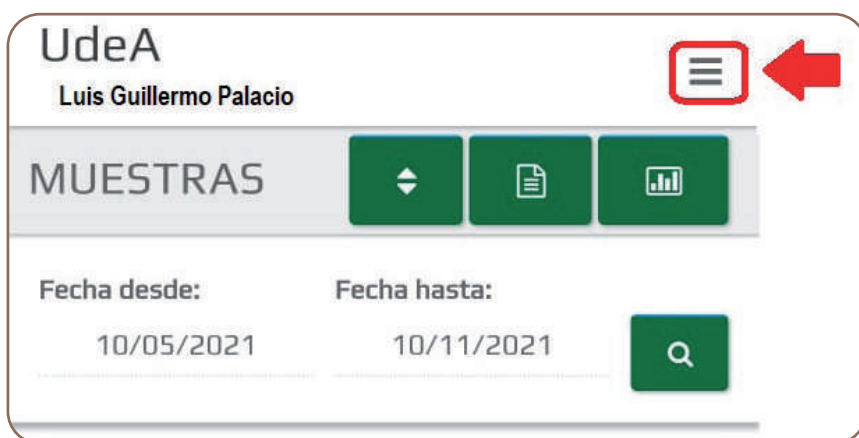 UdeA
Luis Guillermo Palacio
MUESTRAS
Fecha desde: Fecha hasta:
10/05/2021 10/11/2021